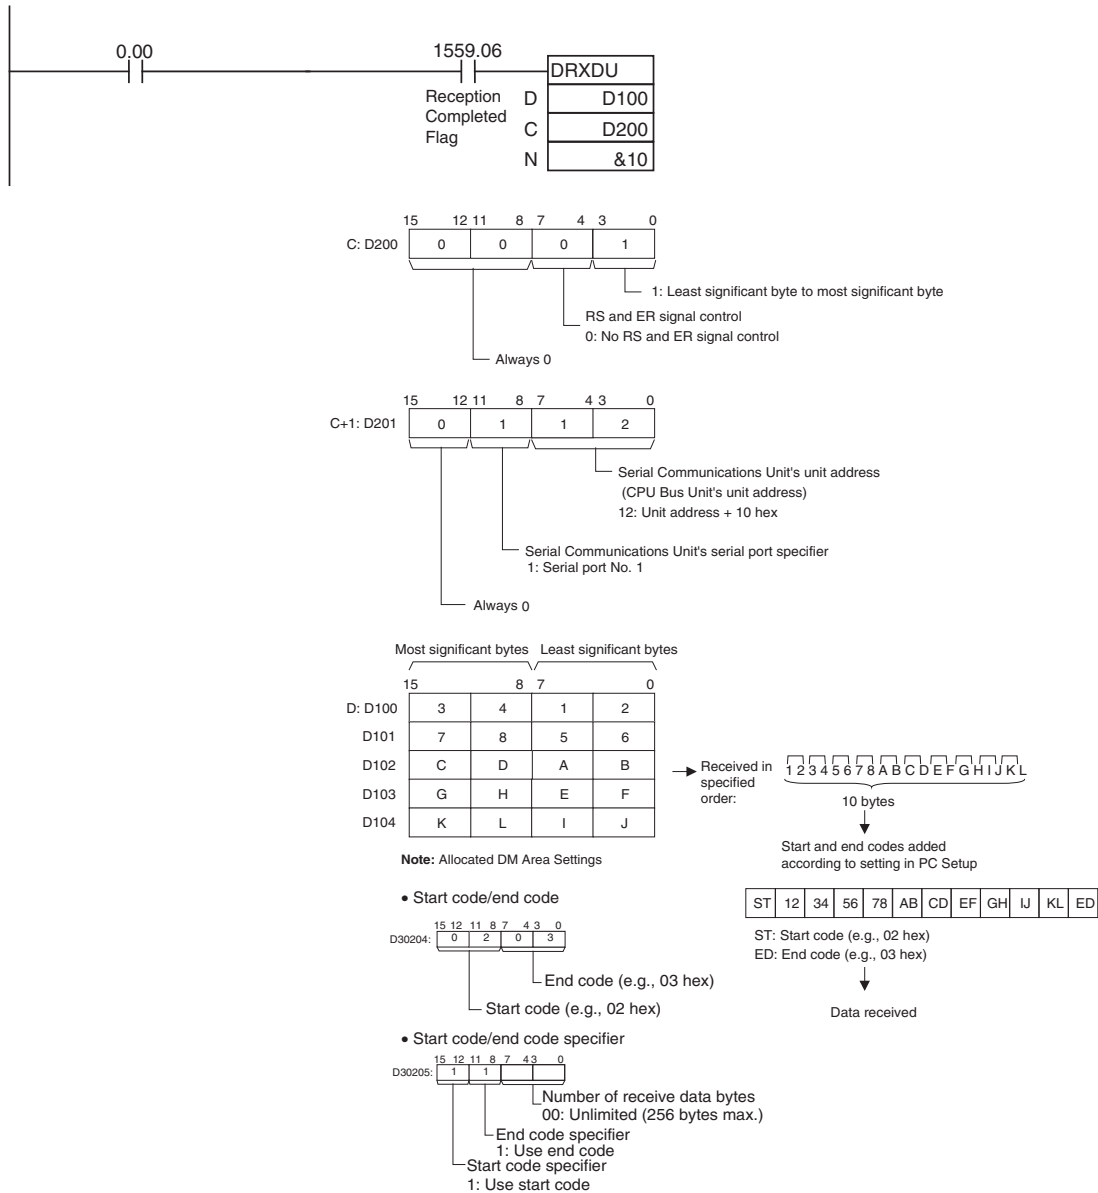 0.00
1559.06
DRXDU
Reception
Completed
Flag
D D100
C D200
N &10
15 12 11 8 7 4 3 0
C: D200 0 0 0 1
1: Least significant byte to most significant byte
RS and ER signal control
0: No RS and ER signal control
Always 0
15 12 11 8 7 4 3 0
C+1: D201 0 1 1 2
Serial Communications Unit's unit address
(CPU Bus Unit's unit address)
12: Unit address + 10 hex
Serial Communications Unit's serial port specifier
1: Serial port No. 1
Always 0
Most significant bytes Least significant bytes
15 8 7 0
D: D100 3 4 1 2
D101 7 8 5 6
D102 C D A B
D103 G H E F
D104 K L I J
Received in
specified
order:
1 2 3 4 5 6 7 8 A B C D E F G H I J K L
10 bytes
Start and end codes added
according to setting in PC Setup
ST 12 34 56 78 AB CD EF GH IJ KL ED
ST: Start code (e.g., 02 hex)
ED: End code (e.g., 03 hex)
Data received
Note: Allocated DM Area Settings
• Start code/end code
15 12 11 8 7 4 3 0
D30204: 0 2 0 3
End code (e.g., 03 hex)
Start code (e.g., 02 hex)
• Start code/end code specifier
15 12 11 8 7 4 3 0
D30205: 1 1
Number of receive data bytes
00: Unlimited (256 bytes max.)
End code specifier
1: Use end code
Start code specifier
1: Use start code